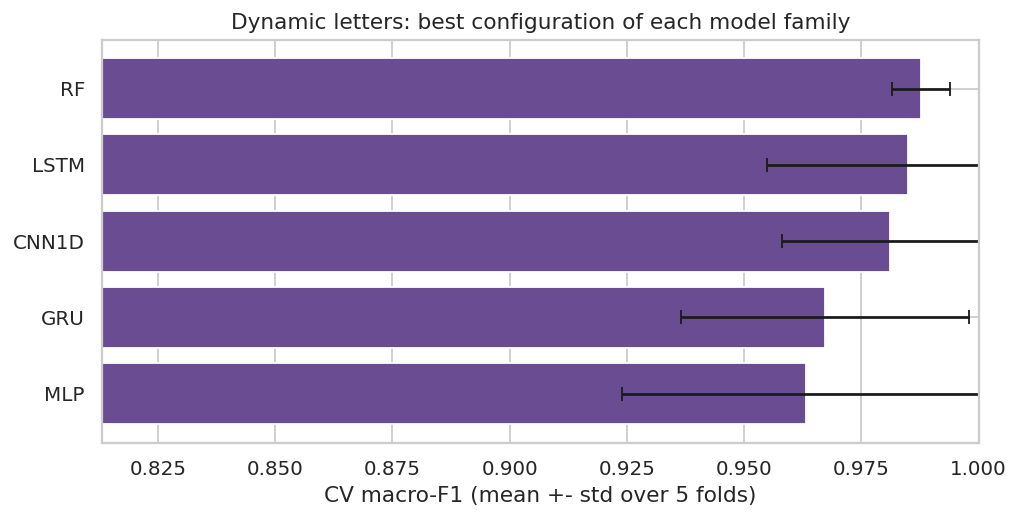 Dynamic letters: best configuration of each model family
RF
LSTM
CNN1D
GRU
MLP
0.825 0.850 0.875 0.900 0.925 0.950 0.975 1.000
CV macro-F1 (mean +- std over 5 folds)